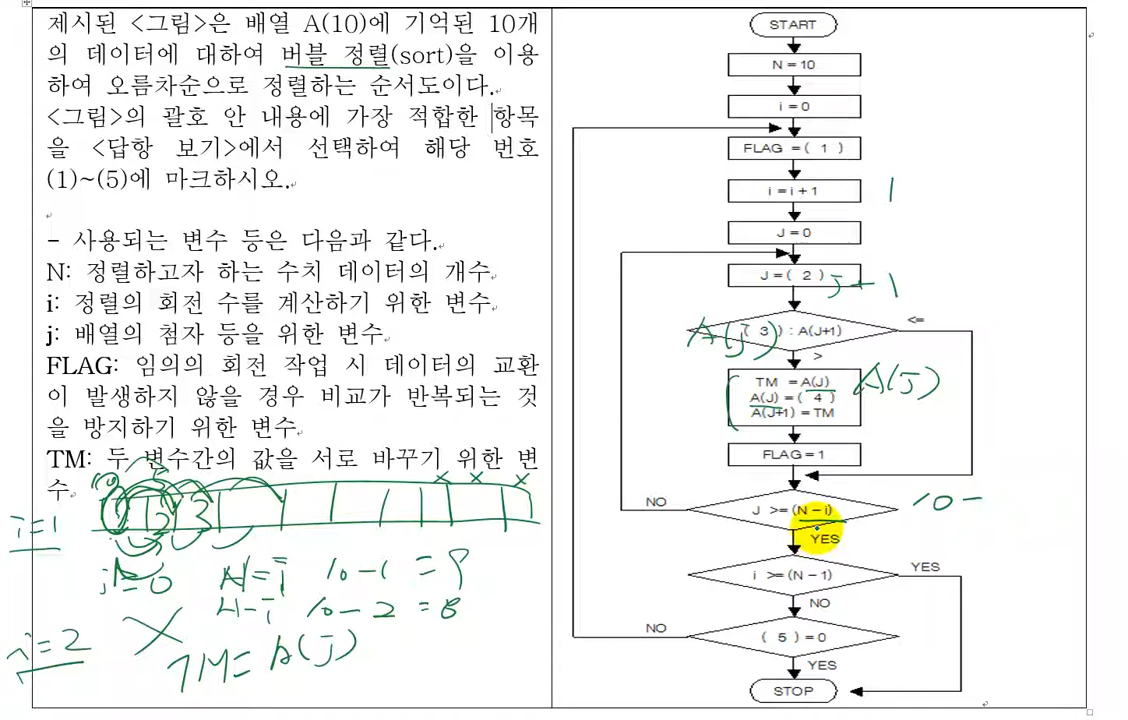 제시된 <그림>은 배열 A(10)에 기억된 10개
의 데이터에 대하여 버블 정렬(sort)을 이용
하여 오름차순으로 정렬하는 순서도이다.
<그림>의 괄호 안 내용에 가장 적합한 항목
을 <답항 보기>에서 선택하여 해당 번호
(1)~(5)에 마크하시오.
- 사용되는 변수 등은 다음과 같다.
N: 정렬하고자 하는 수치 데이터의 개수
i: 정렬의 회전 수를 계산하기 위한 변수
j: 배열의 첨자 등을 위한 변수
FLAG: 임의의 회전 작업 시 데이터의 교환
이 발생하지 않을 경우 비교가 반복되는 것
을 방지하기 위한 변수
TM: 두 변수간의 값을 서로 바꾸기 위한 변
수
i=1
10-1 = 9
10-2 = 8
i=2
TM= A(j)
START
N = 10
i = 0
FLAG = ( 1 )
i = i + 1
1
J = 0
J = ( 2 )
j+1
( 3 ) : A(J+1)
A(j)
<=
>
TM = A(J)
A(J) = ( 4 )
A(J+1) = TM
A(J)
FLAG = 1
NO
J >= (N - i)
10-
YES
i >= (N - 1)
YES
NO
NO
( 5 ) = 0
YES
STOP